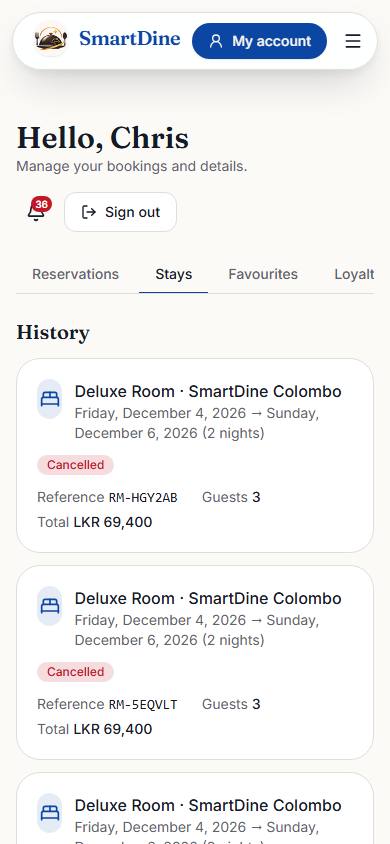 SmartDine
My account
Hello, Chris
Manage your bookings and details.
36
Sign out
Reservations Stays Favourites Loyalt
History
Deluxe Room · SmartDine Colombo
Friday, December 4, 2026 → Sunday,
December 6, 2026 (2 nights)
Cancelled
Reference RM-HGY2AB Guests 3
Total LKR 69,400
Deluxe Room · SmartDine Colombo
Friday, December 4, 2026 → Sunday,
December 6, 2026 (2 nights)
Cancelled
Reference RM-5EQVLT Guests 3
Total LKR 69,400
Deluxe Room · SmartDine Colombo
Friday, December 4, 2026 → Sunday,